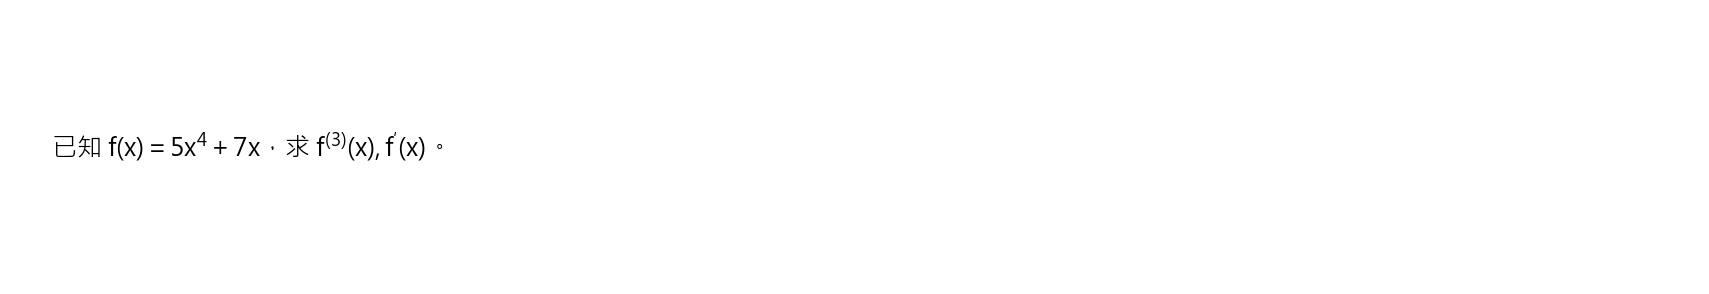 已知 f(x) = 5x⁴ + 7x，求 f⁽³⁾(x), f′(x) 。